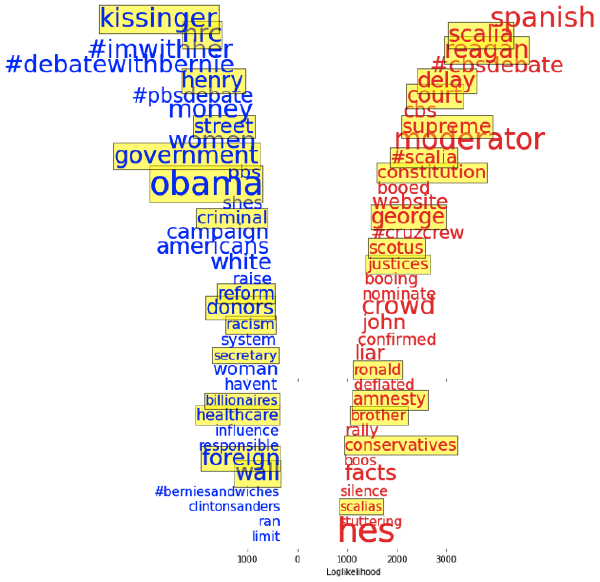 kissinger
hrc
#imwithher
#debatewithbernie
henry
#pbsdebate
money
street
women
government
pbs
obama
shes
criminal
campaign
americans
white
raise
reform
donors
racism
system
secretary
woman
havent
billionaires
healthcare
influence
responsible
foreign
wall
#berniesandwiches
clintonsanders
ran
limit
spanish
scalia
reagan
#cbsdebate
delay
court
cbs
supreme
moderator
#scalia
constitution
booed
website
george
#cruzcrew
scotus
justices
booing
nominate
crowd
john
confirmed
liar
ronald
deflated
amnesty
brother
rally
conservatives
boos
facts
silence
scalias
stuttering
hes
1000 0 1000 2000 3000
Loglikelihood